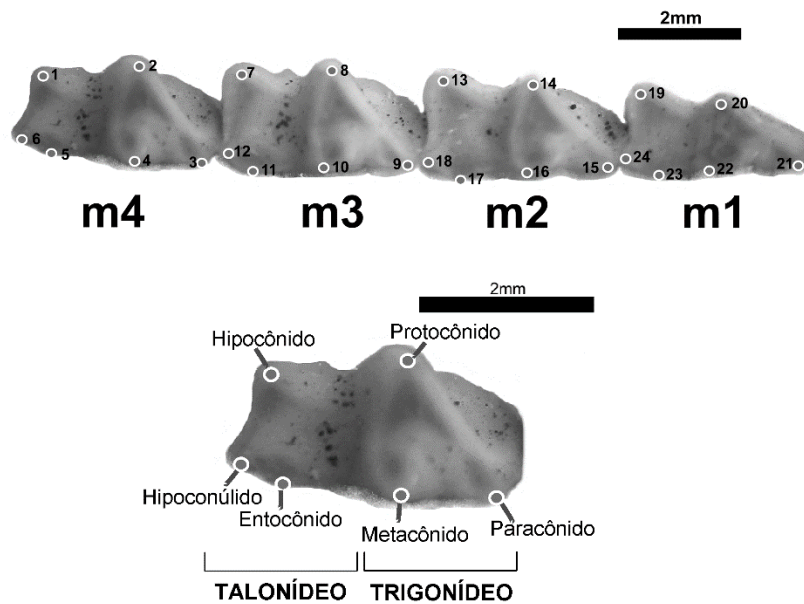 2mm
1 2 7 8 13 14 19 20
6 5 4 3 12 11 10 9 18 17 16 15 24 23 22 21
m4 m3 m2 m1
2mm
Hipocônido Protocônido
Hipoconúlido
Entocônido Metacônido Paracônido
TALONÍDEO TRIGONÍDEO